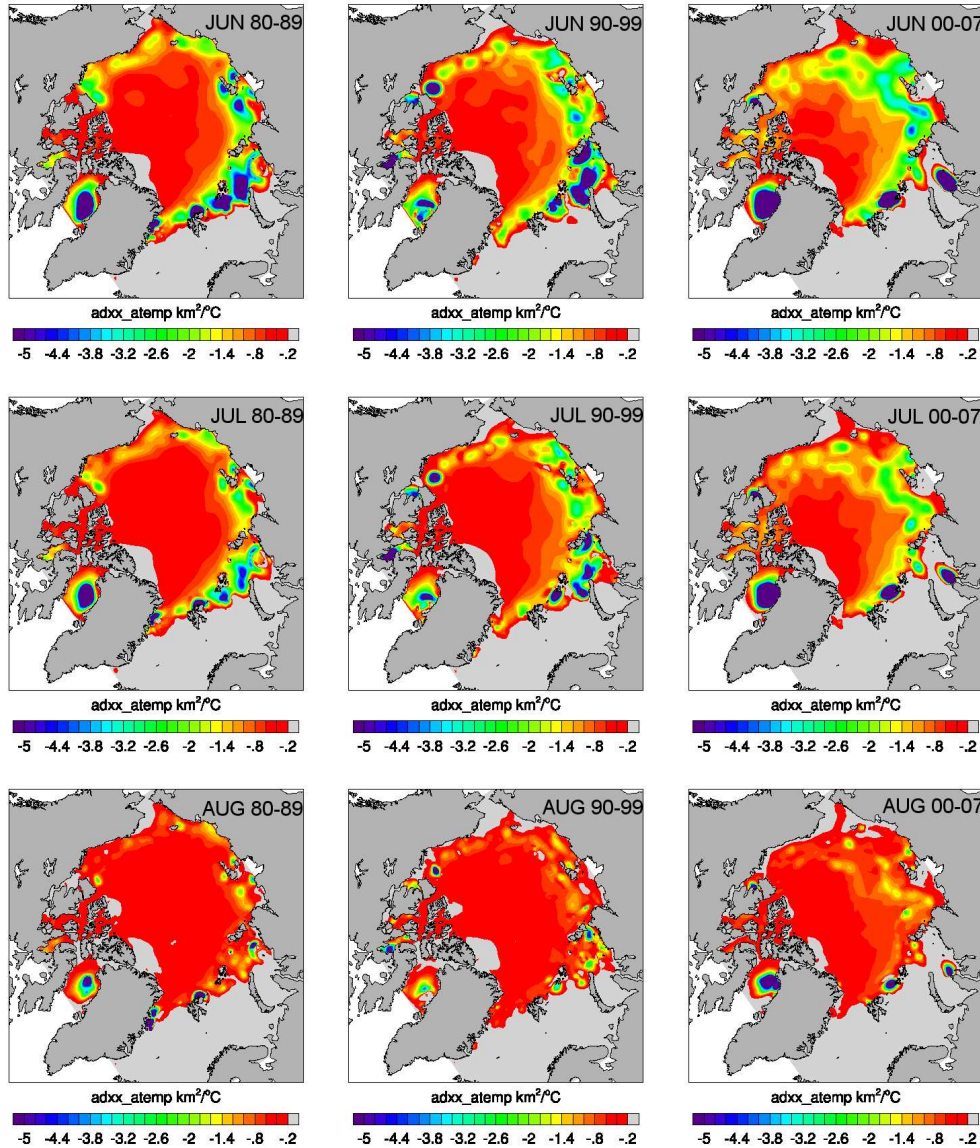 JUN 80-89
JUN 90-99
JUN 00-07
adxx_atemp km²/°C
adxx_atemp km²/°C
adxx_atemp km²/°C
-5 -4.4 -3.8 -3.2 -2.6 -2 -1.4 -.8 -.2
-5 -4.4 -3.8 -3.2 -2.6 -2 -1.4 -.8 -.2
-5 -4.4 -3.8 -3.2 -2.6 -2 -1.4 -.8 -.2
JUL 80-89
JUL 90-99
JUL 00-07
adxx_atemp km²/°C
adxx_atemp km²/°C
adxx_atemp km²/°C
-5 -4.4 -3.8 -3.2 -2.6 -2 -1.4 -.8 -.2
-5 -4.4 -3.8 -3.2 -2.6 -2 -1.4 -.8 -.2
-5 -4.4 -3.8 -3.2 -2.6 -2 -1.4 -.8 -.2
AUG 80-89
AUG 90-99
AUG 00-07
adxx_atemp km²/°C
adxx_atemp km²/°C
adxx_atemp km²/°C
-5 -4.4 -3.8 -3.2 -2.6 -2 -1.4 -.8 -.2
-5 -4.4 -3.8 -3.2 -2.6 -2 -1.4 -.8 -.2
-5 -4.4 -3.8 -3.2 -2.6 -2 -1.4 -.8 -.2